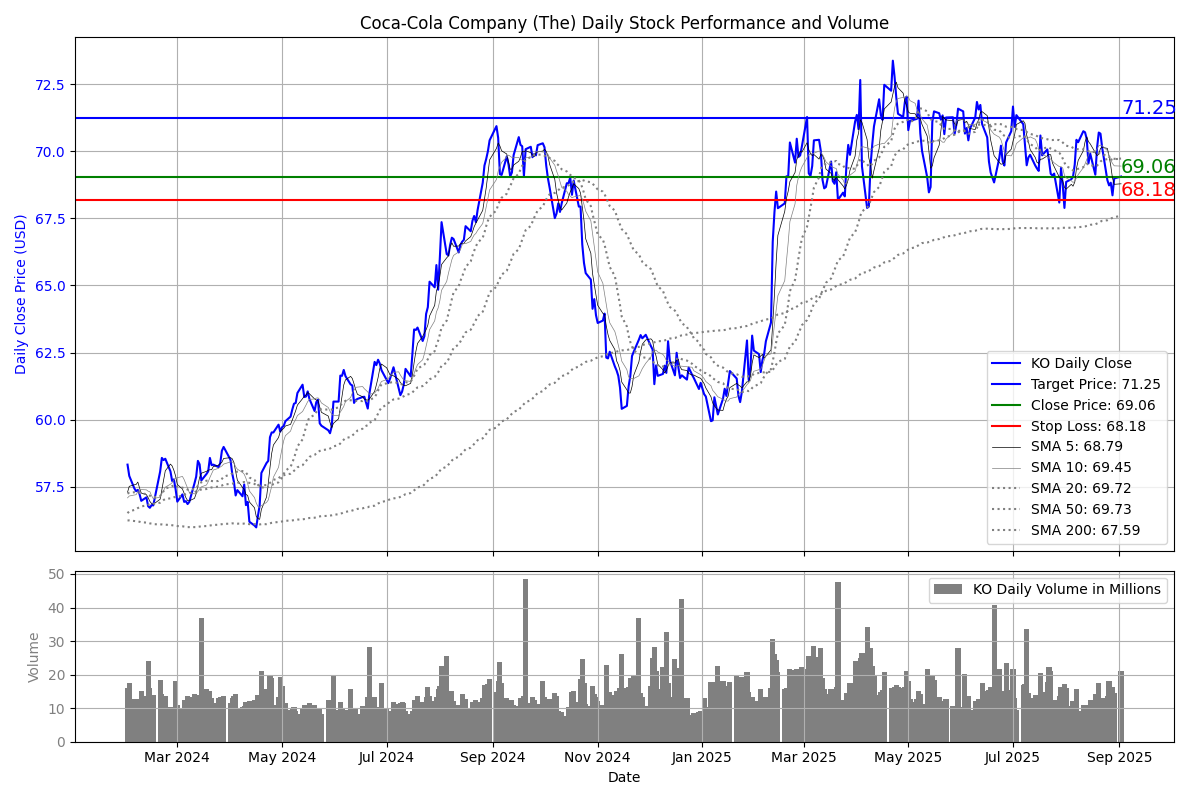 Coca-Cola Company (The) Daily Stock Performance and Volume
Daily Close Price (USD)
72.5
70.0
67.5
65.0
62.5
60.0
57.5
71.25
69.06
68.18
KO Daily Close
Target Price: 71.25
Close Price: 69.06
Stop Loss: 68.18
SMA 5: 68.79
SMA 10: 69.45
SMA 20: 69.72
SMA 50: 69.73
SMA 200: 67.59
Volume
50
40
30
20
10
0
KO Daily Volume in Millions
Mar 2024
May 2024
Jul 2024
Sep 2024
Nov 2024
Jan 2025
Mar 2025
May 2025
Jul 2025
Sep 2025
Date